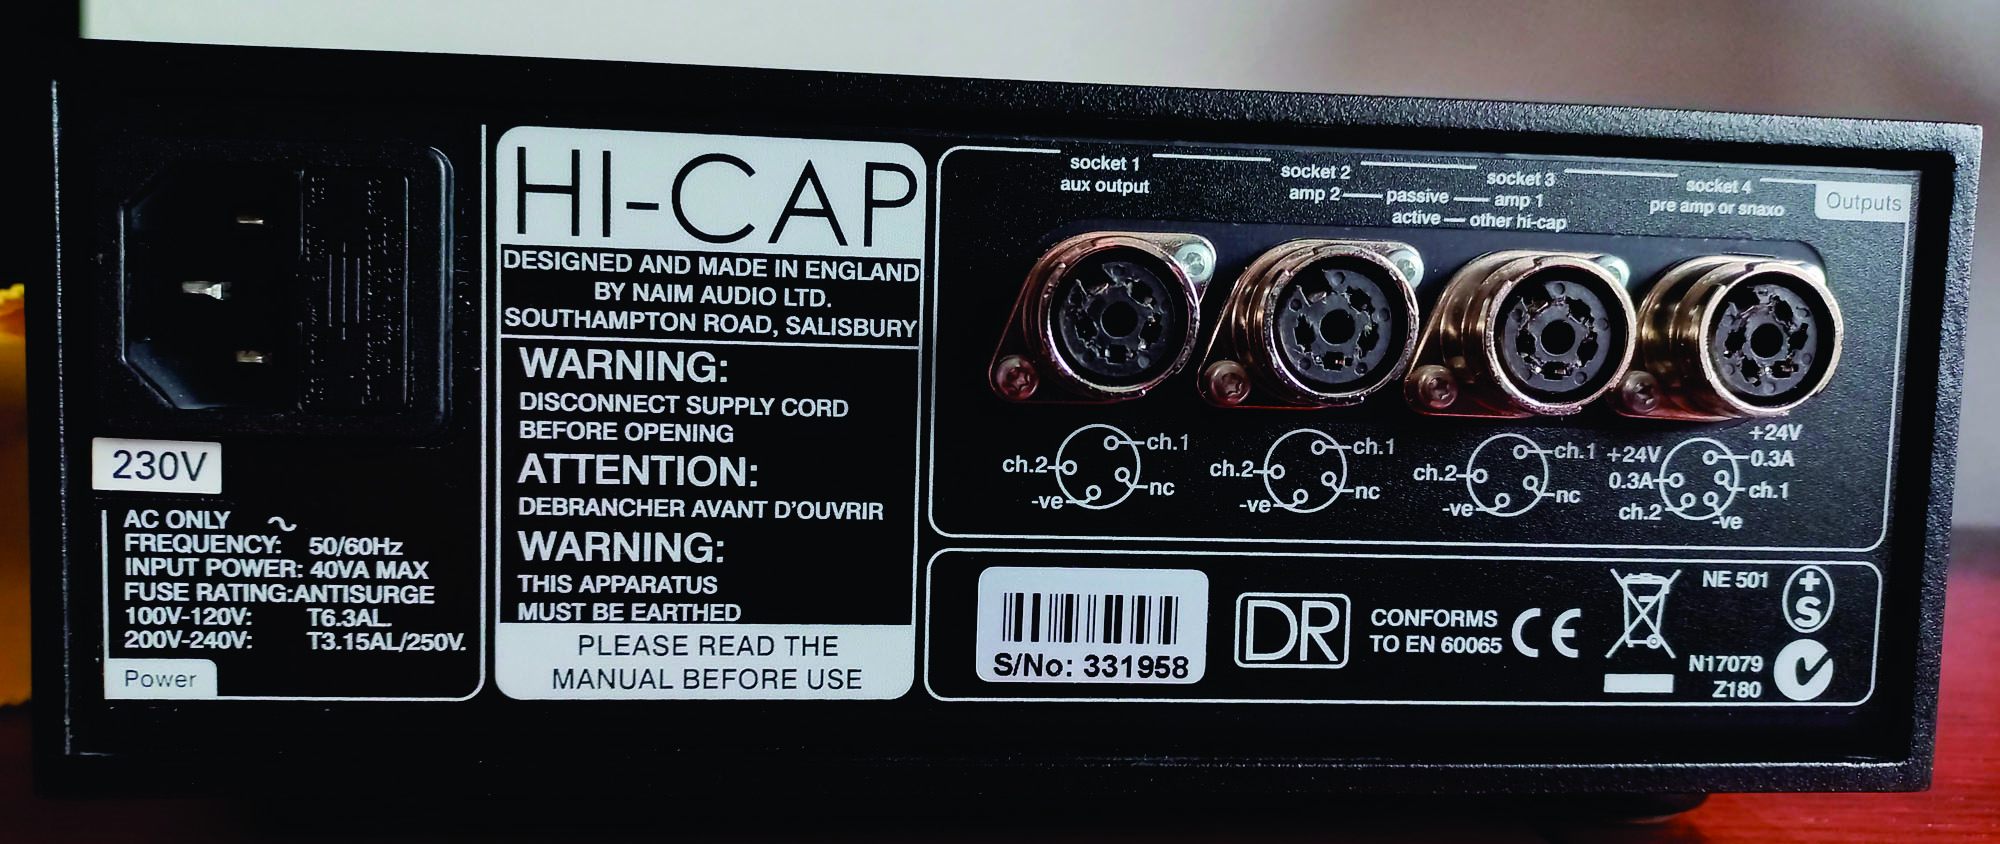 230V
AC ONLY ~
FREQUENCY: 50/60Hz
INPUT POWER: 40VA MAX
FUSE RATING:ANTISURGE
100V-120V: T6.3AL.
200V-240V: T3.15AL/250V.
Power
HI-CAP
DESIGNED AND MADE IN ENGLAND
BY NAIM AUDIO LTD.
SOUTHAMPTON ROAD, SALISBURY
WARNING:
DISCONNECT SUPPLY CORD
BEFORE OPENING
ATTENTION:
DEBRANCHER AVANT D'OUVRIR
WARNING:
THIS APPARATUS
MUST BE EARTHED
PLEASE READ THE
MANUAL BEFORE USE
socket 1
aux output
socket 2
amp 2 — passive — amp 1
socket 3
active — other hi-cap
socket 4
pre amp or snaxo
Outputs
ch.1
ch.2
nc
-ve
ch.1
ch.2
nc
-ve
ch.1
ch.2
nc
-ve
+24V
0.3A
+24V
0.3A
ch.1
ch.2
-ve
S/No: 331958
DR
CONFORMS
TO EN 60065
CE
NE 501
+S
N17079
Z180